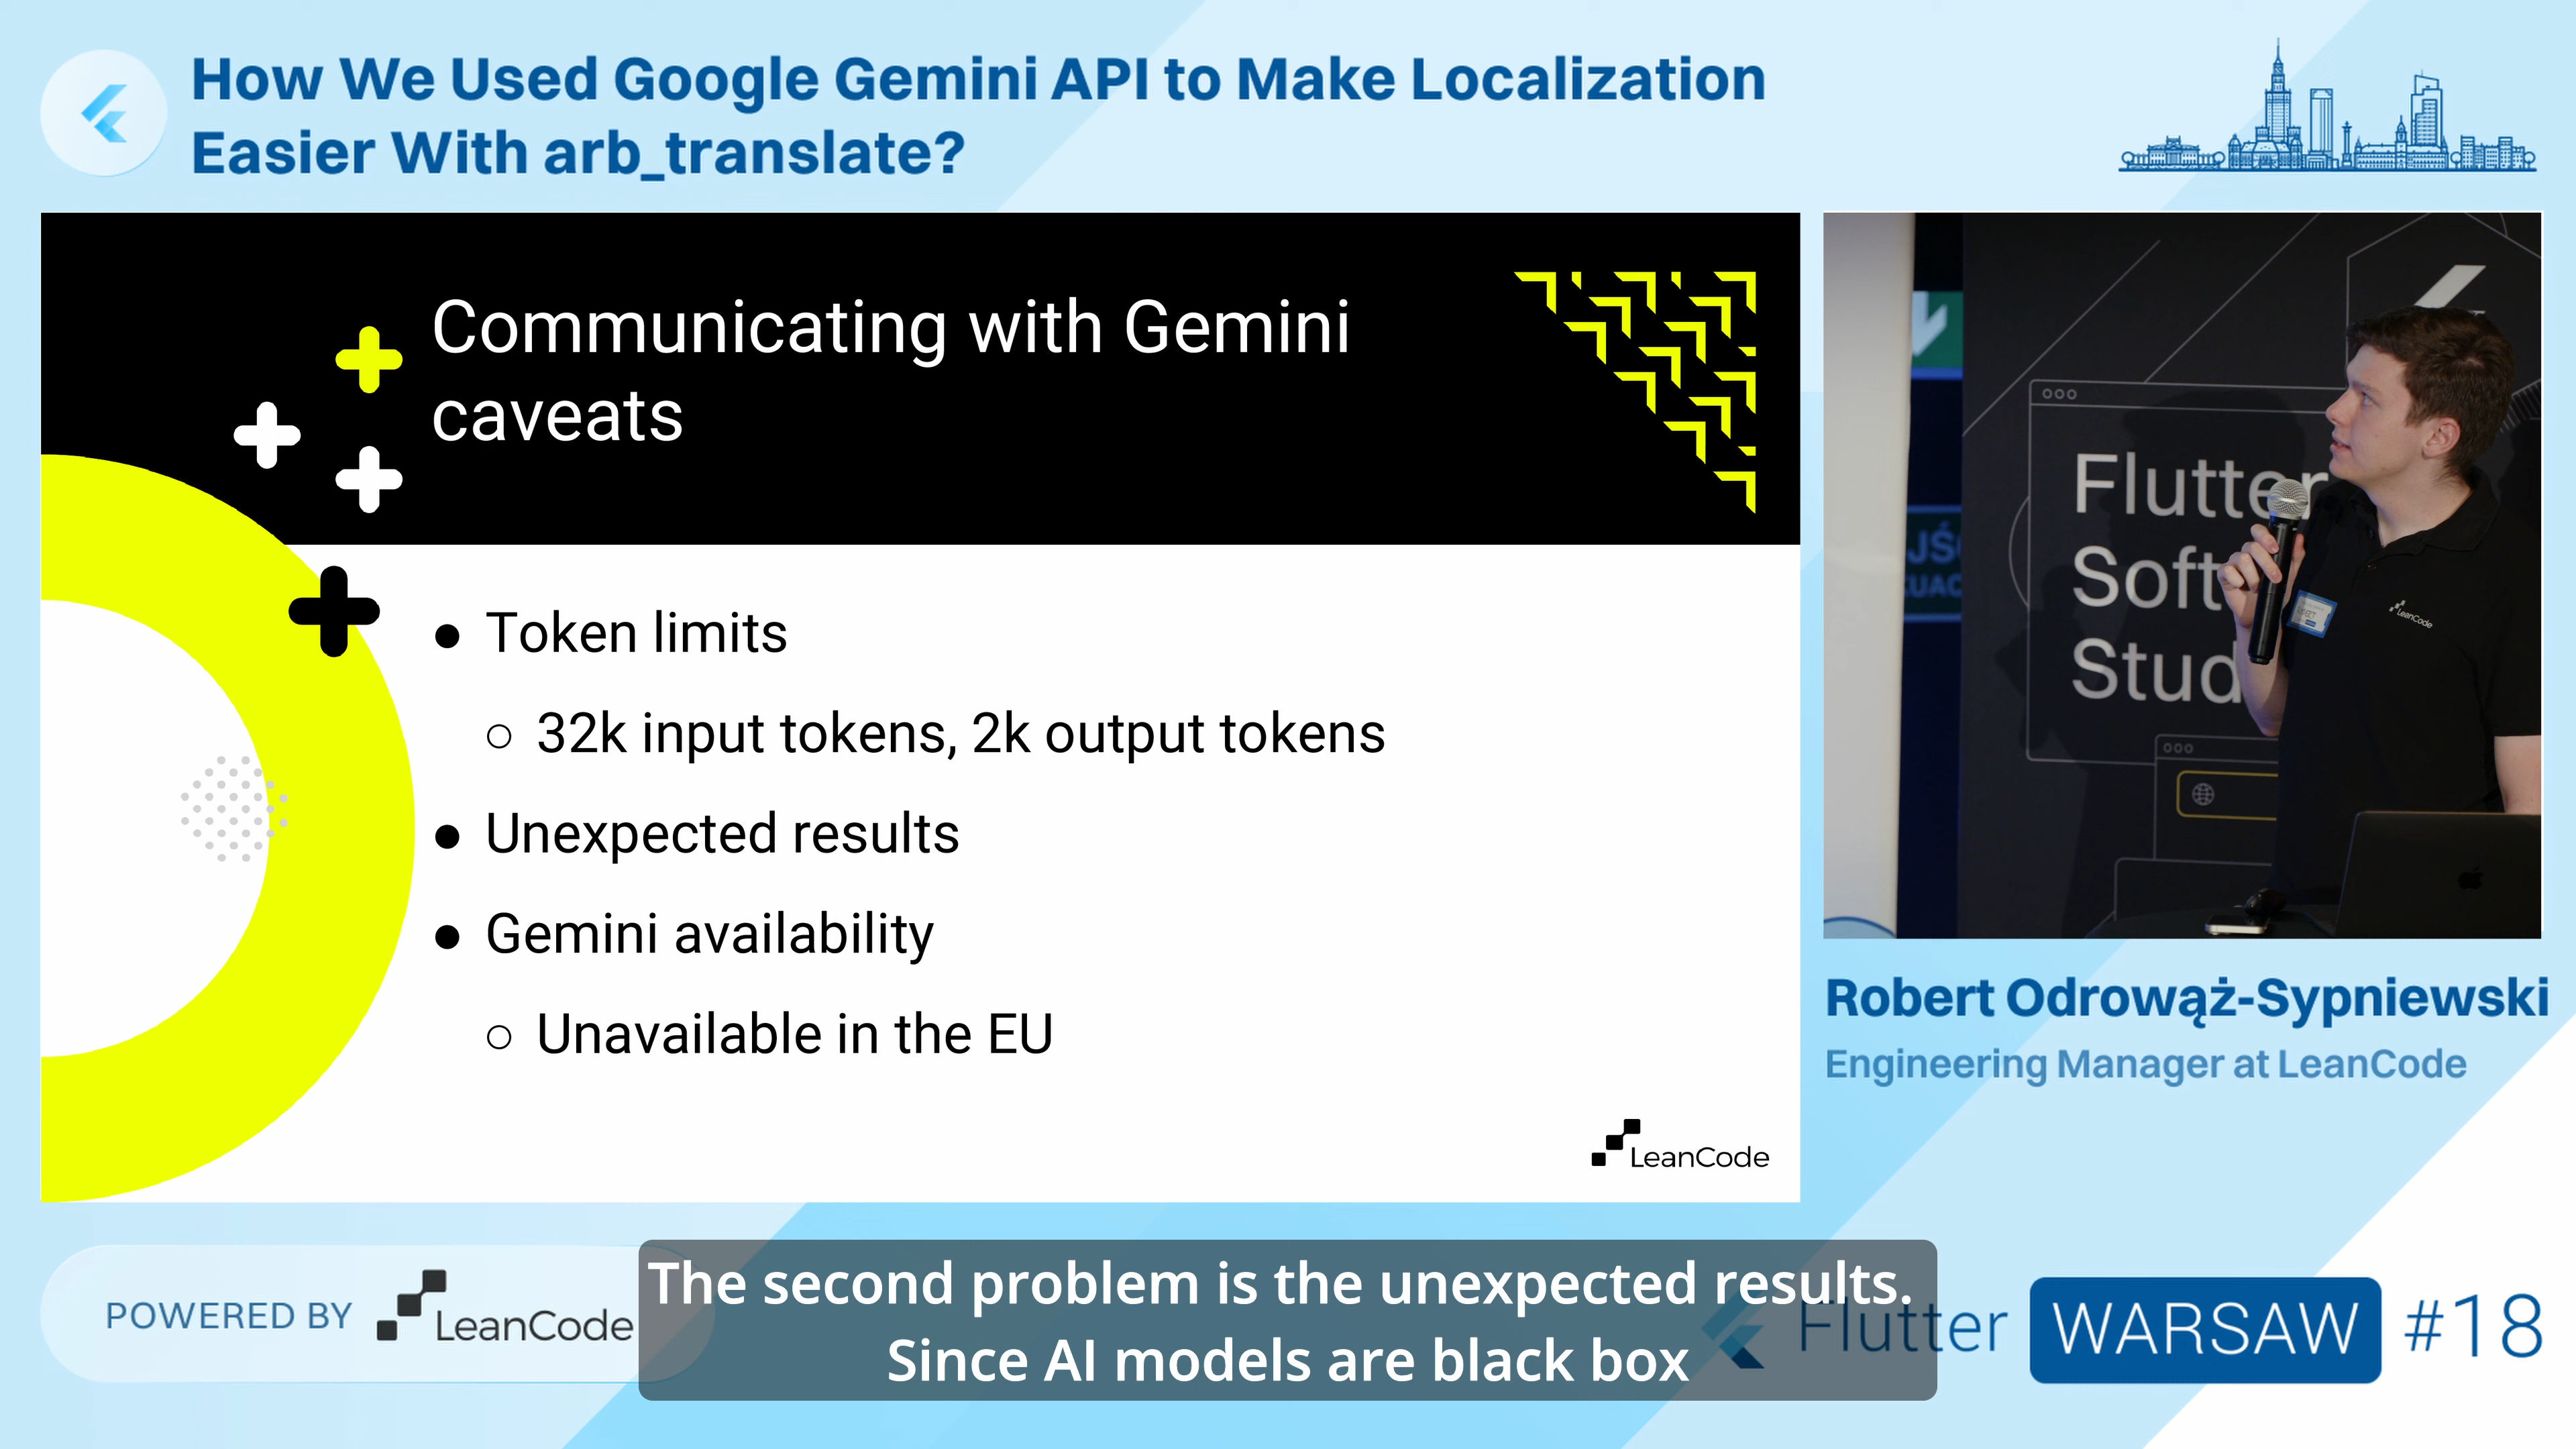 How We Used Google Gemini API to Make Localization
Easier With arb_translate?
Communicating with Gemini
caveats
● Token limits
○ 32k input tokens, 2k output tokens
● Unexpected results
● Gemini availability
○ Unavailable in the EU
LeanCode
Flutter
Soft
Stud
LeanCode
Robert Odrowąż-Sypniewski
Engineering Manager at LeanCode
POWERED BY LeanCode
The second problem is the unexpected results.
Since AI models are black box
Flutter WARSAW #18